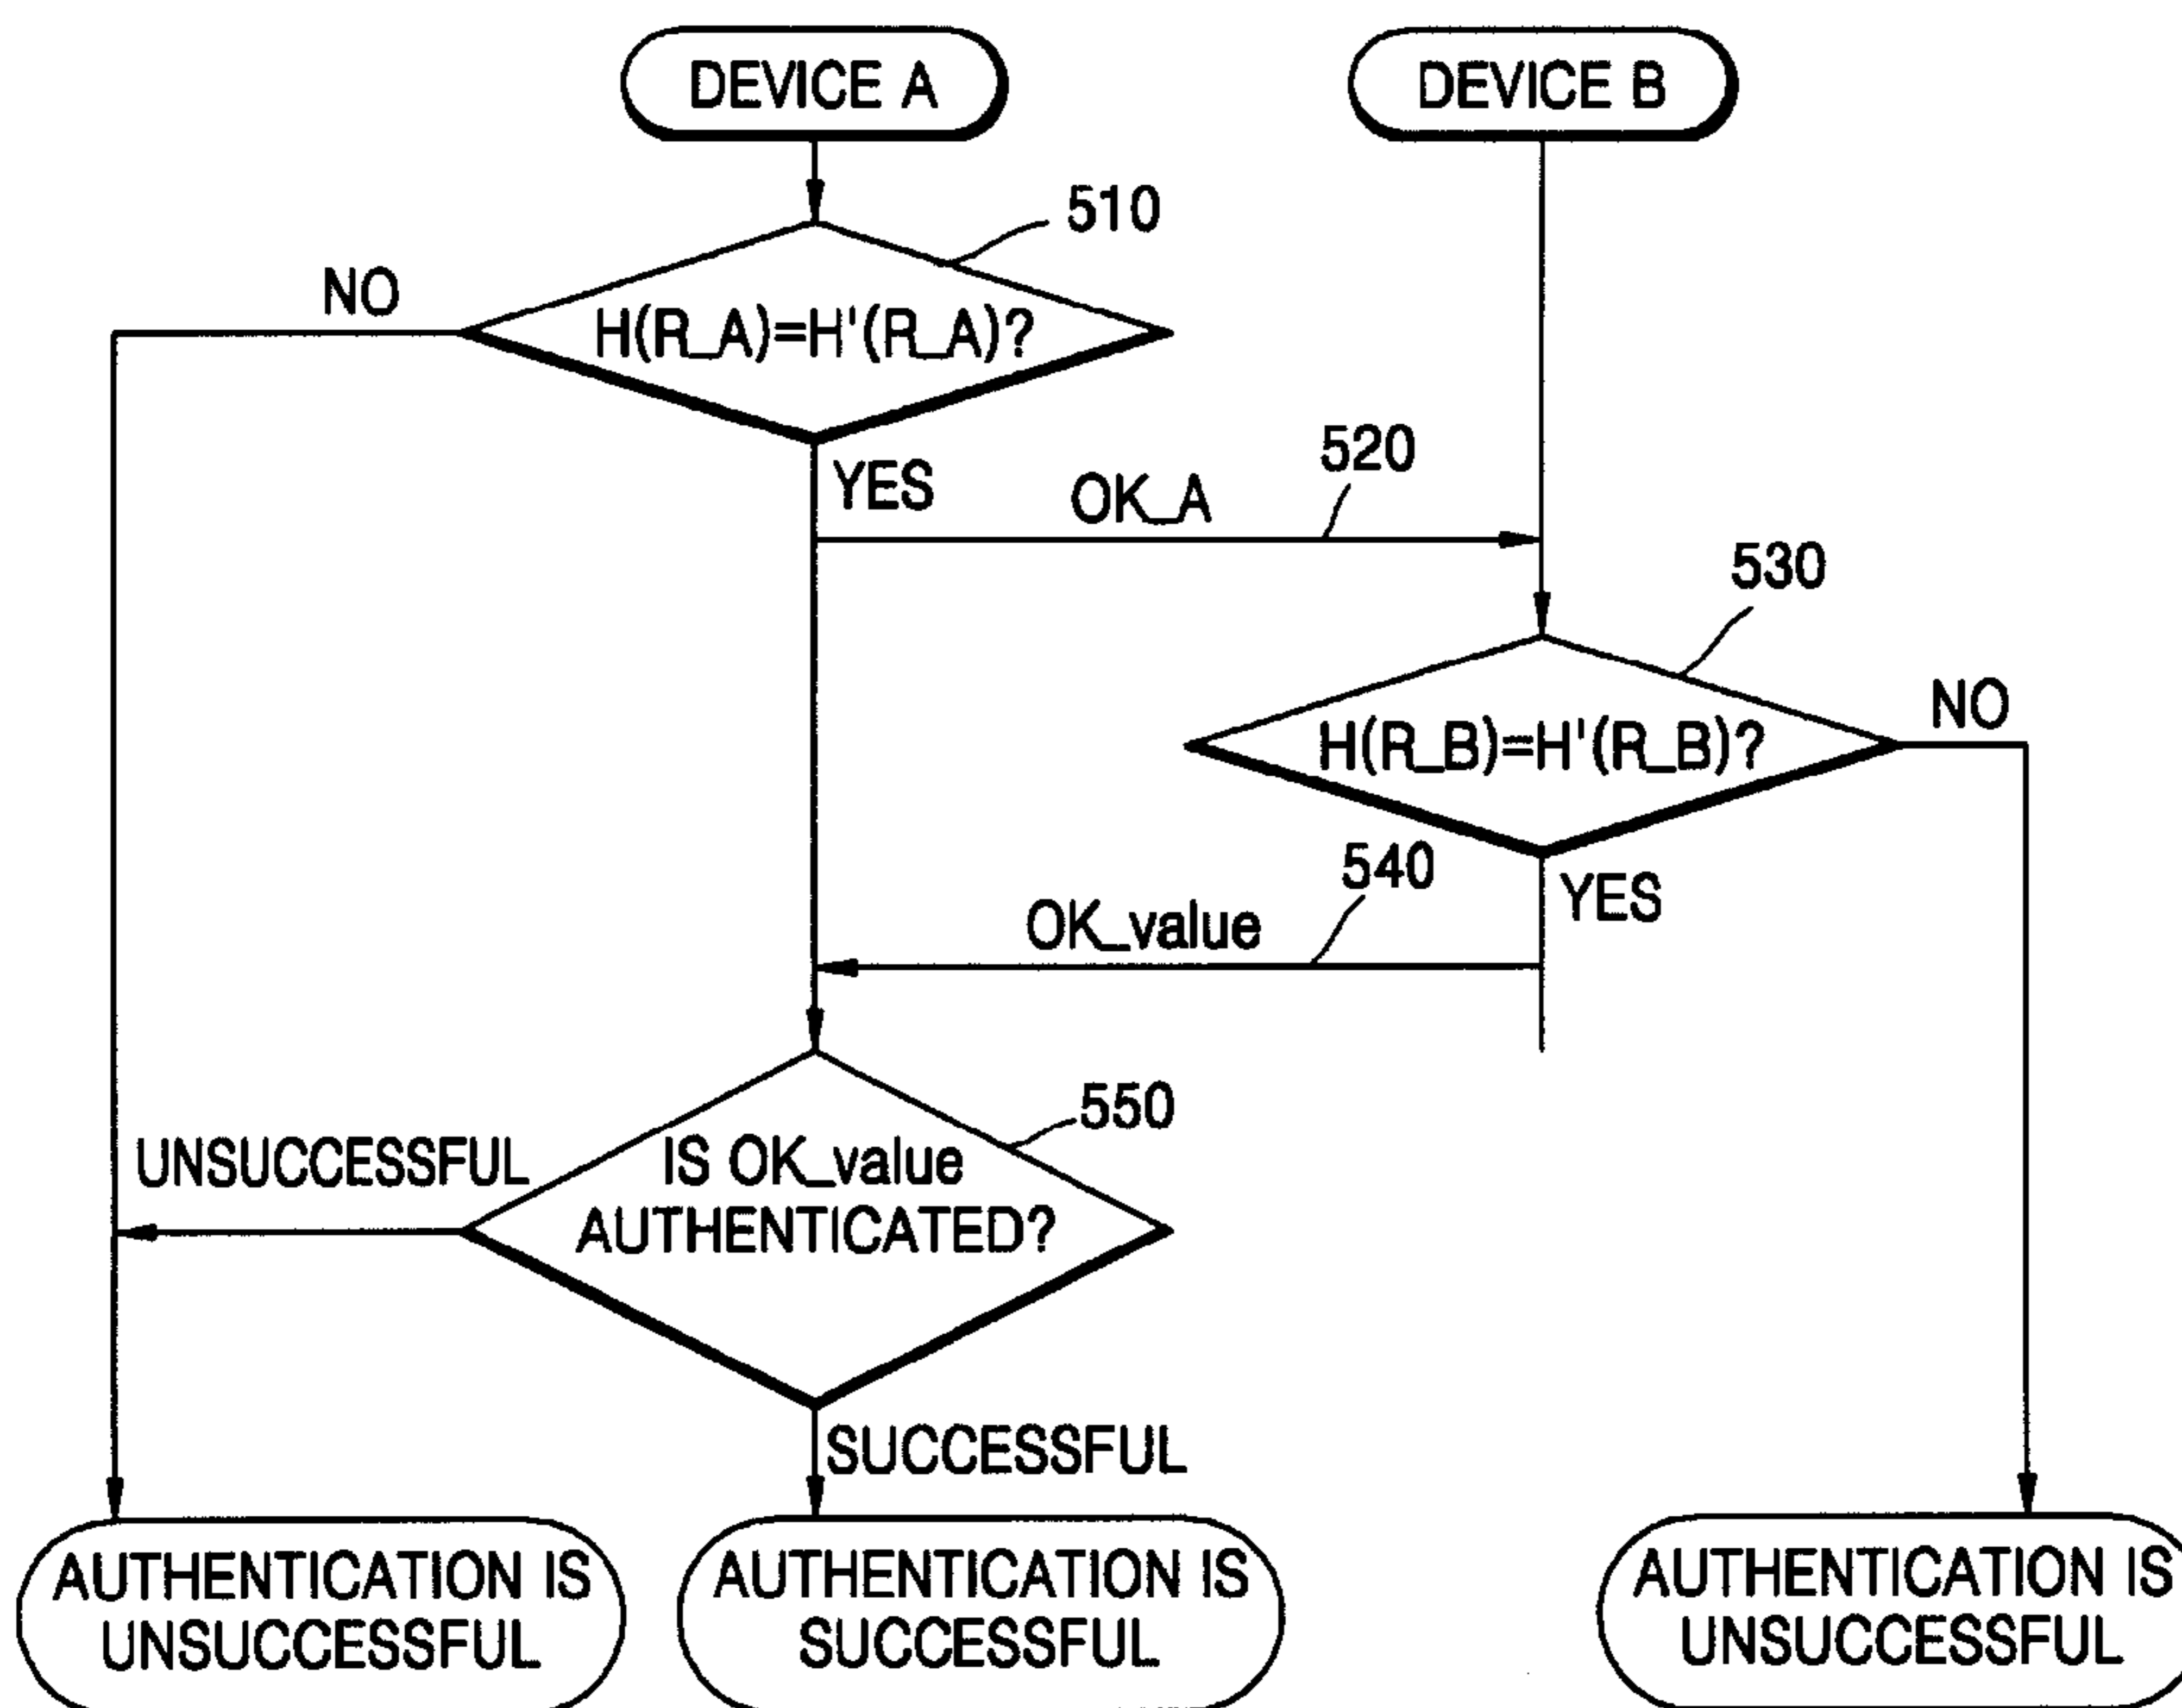 DEVICE A
DEVICE B
510
NO
H(R_A)=H'(R_A)?
YES
OK_A
520
530
H(R_B)=H'(R_B)?
NO
540
YES
OK_value
550
UNSUCCESSFUL
IS OK_value
AUTHENTICATED?
SUCCESSFUL
AUTHENTICATION IS
UNSUCCESSFUL
AUTHENTICATION IS
SUCCESSFUL
AUTHENTICATION IS
UNSUCCESSFUL